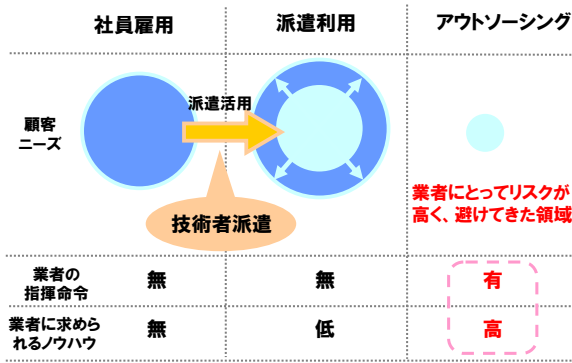 社員雇用
派遣利用
アウトソーシング
顧客
ニーズ
派遣活用
技術者派遣
業者にとってリスクが
高く、避けてきた領域
業者の
指揮命令
無
無
有
業者に求めら
れるノウハウ
無
低
高